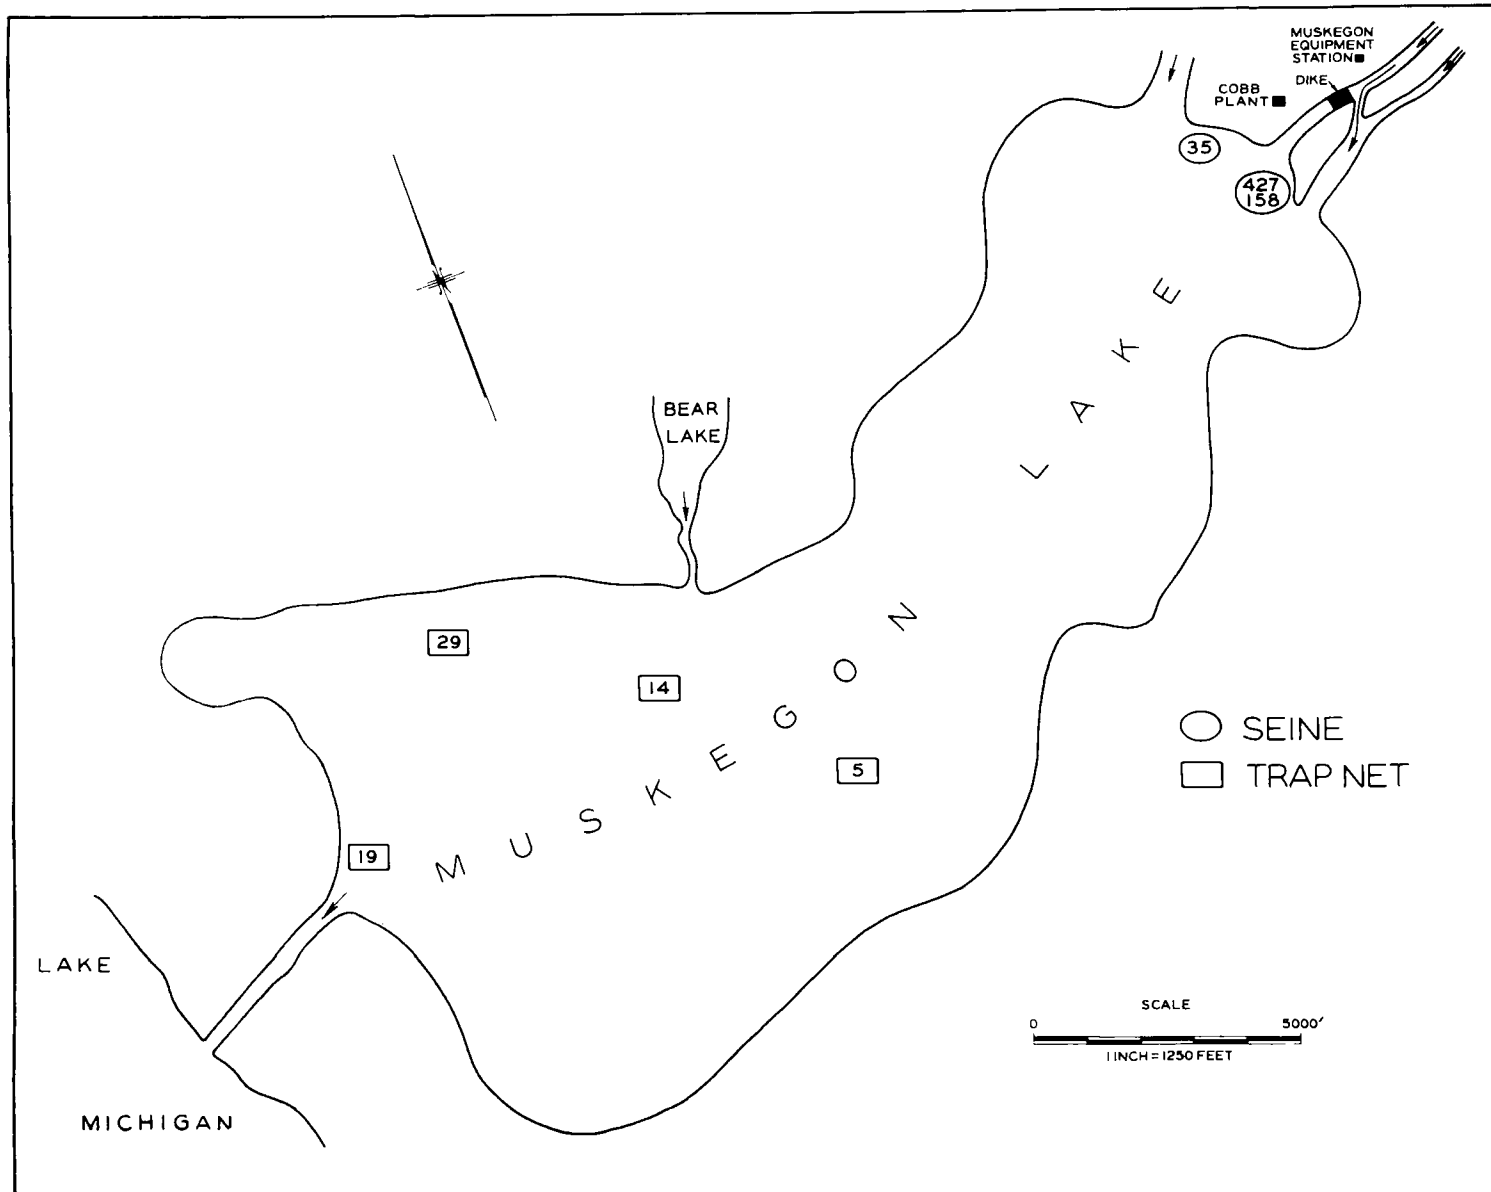 MUSKEGON
EQUIPMENT
STATION
DIKE
COBB
PLANT
35
427
158
BEAR
LAKE
MUSKEGON LAKE
29
14
5
19
SEINE
TRAP NET
LAKE
MICHIGAN
SCALE
0 5000'
1 INCH = 1250 FEET